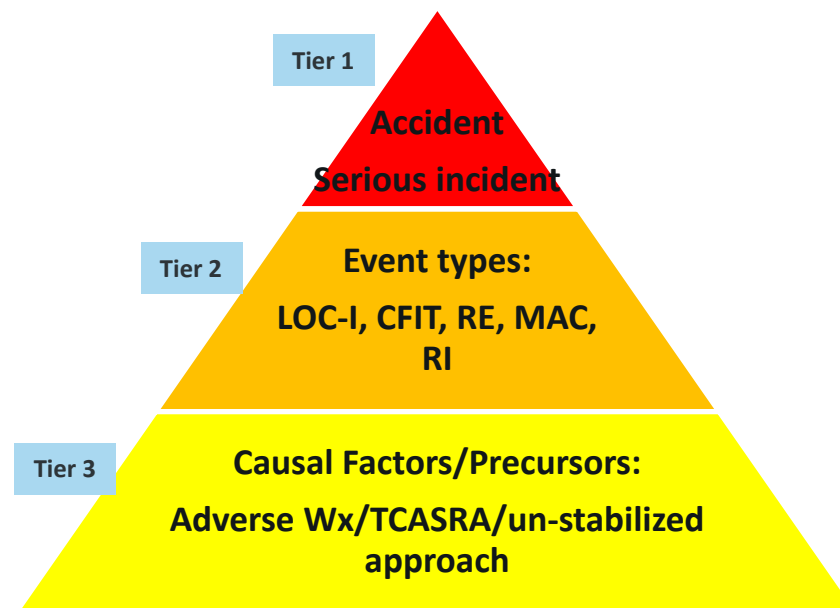 Tier 1
Accident
Serious incident
Tier 2
Event types:
LOC-I, CFIT, RE, MAC,
RI
Tier 3
Causal Factors/Precursors:
Adverse Wx/TCASRA/un-stabilized
approach